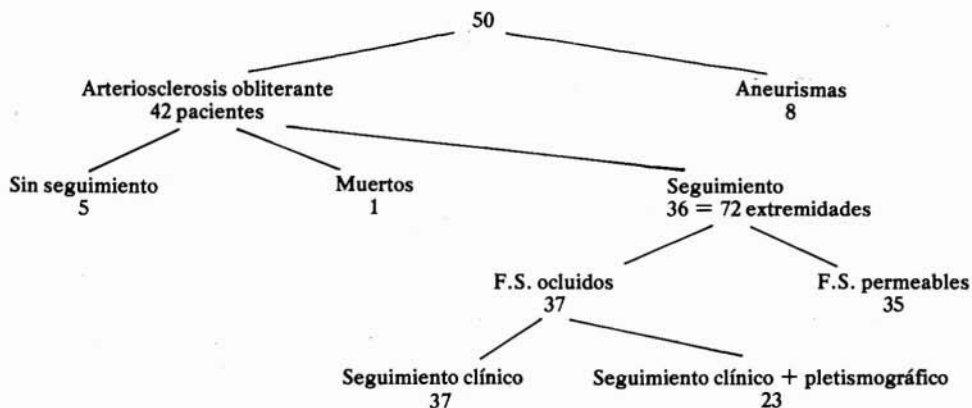 50
Arteriosclerosis obliterante
42 pacientes
Aneurismas
8
Sin seguimiento
5
Muertos
1
Seguimiento
36 = 72 extremidades
F.S. ocluidos
37
F.S. permeables
35
Seguimiento clínico
37
Seguimiento clínico + pletismográfico
23